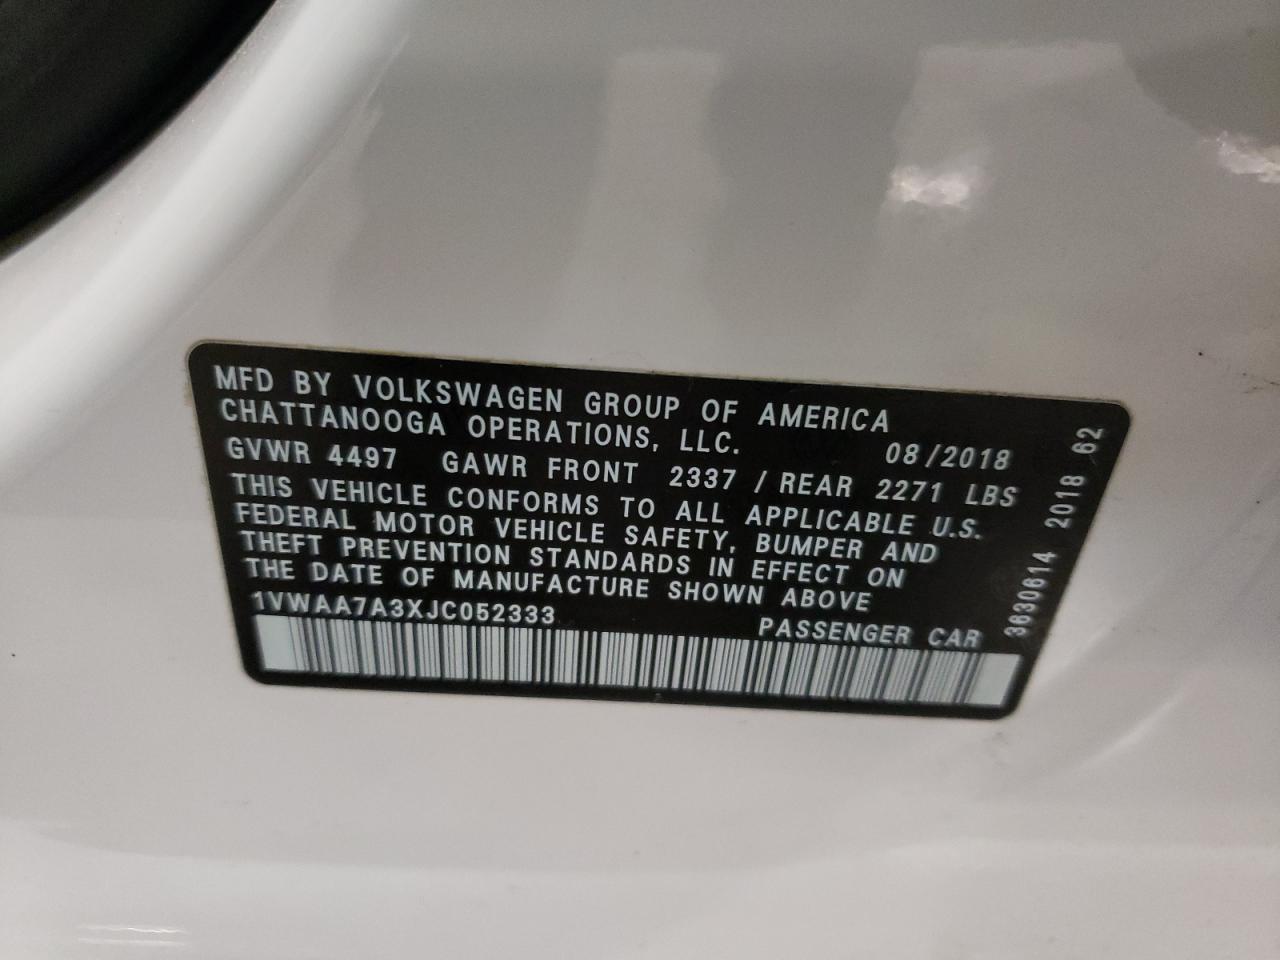 MFD BY VOLKSWAGEN GROUP OF AMERICA
CHATTANOOGA OPERATIONS, LLC. 08/2018
GVWR 4497 GAWR FRONT 2337 / REAR 2271 LBS
THIS VEHICLE CONFORMS TO ALL APPLICABLE U.S.
FEDERAL MOTOR VEHICLE SAFETY, BUMPER AND
THEFT PREVENTION STANDARDS IN EFFECT ON
THE DATE OF MANUFACTURE SHOWN ABOVE
1VWAA7A3XJC052333 PASSENGER CAR
3630614 2018 62